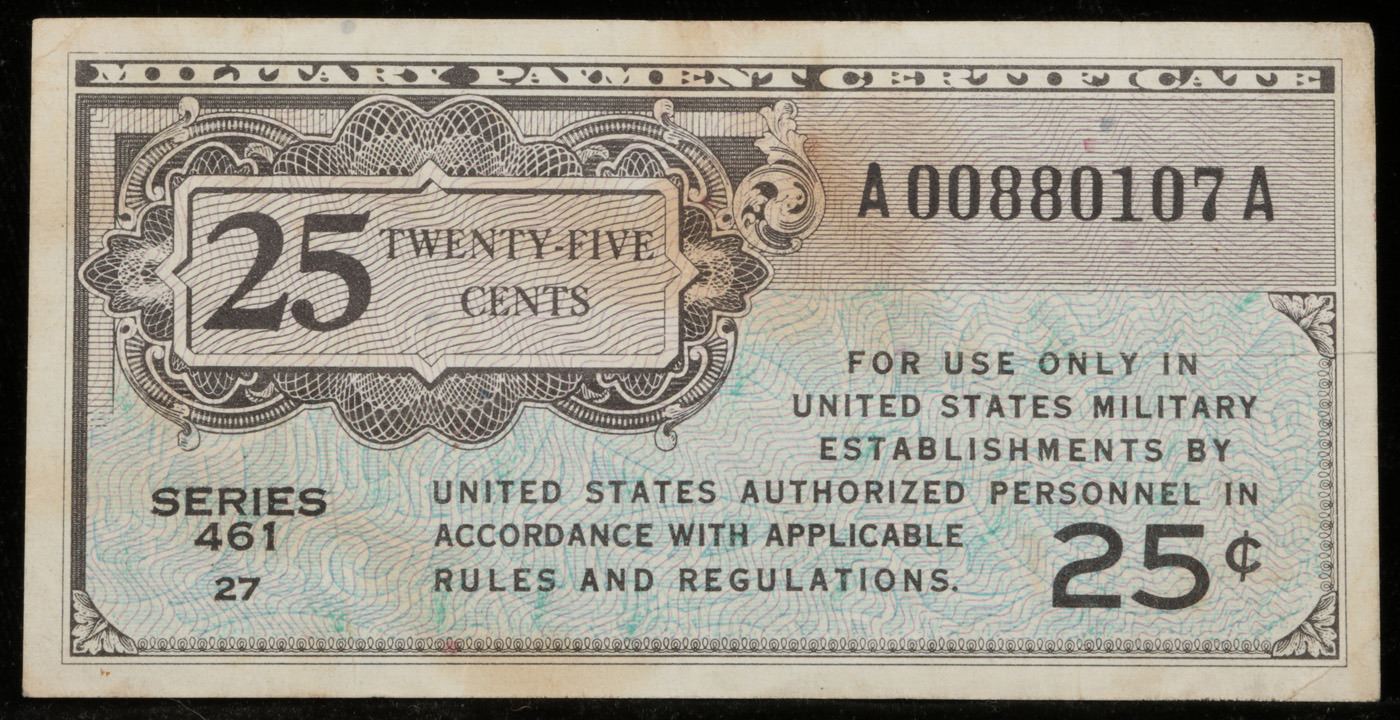 MILITARY PAYMENT CERTIFICATE
A00880107A
25 TWENTY-FIVE
CENTS
FOR USE ONLY IN
UNITED STATES MILITARY
ESTABLISHMENTS BY
UNITED STATES AUTHORIZED PERSONNEL IN
ACCORDANCE WITH APPLICABLE
RULES AND REGULATIONS.
SERIES
461
27
25¢